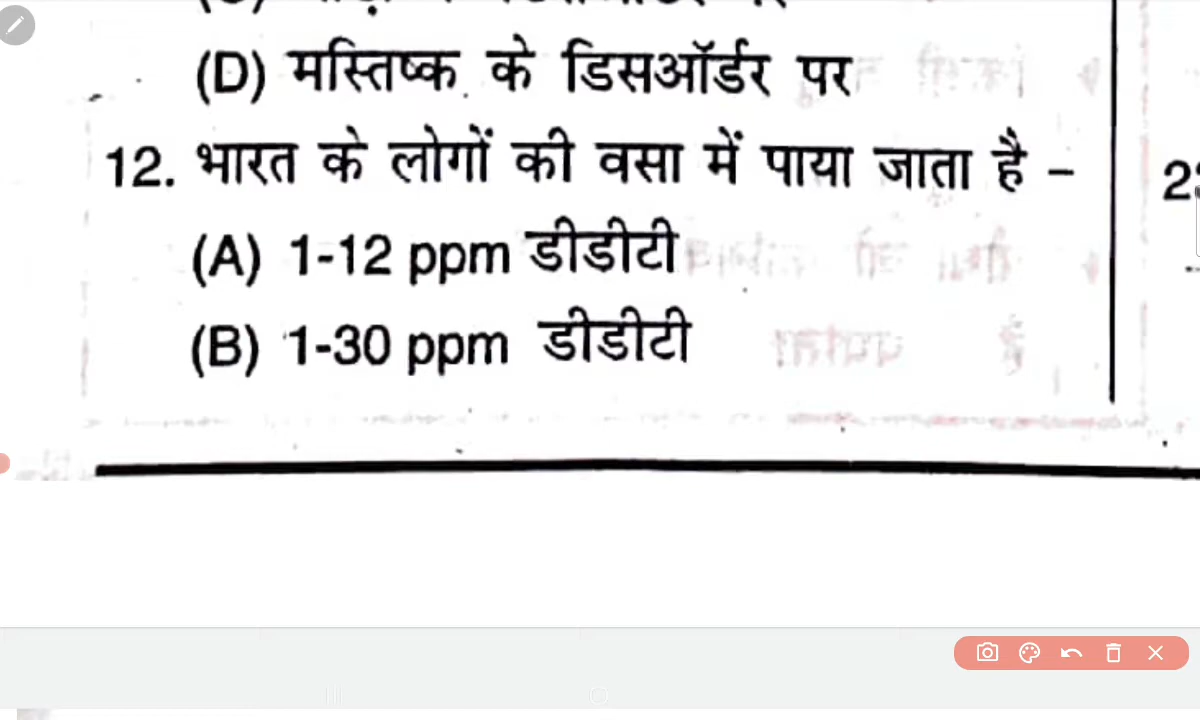 (D) मस्तिष्क के डिसऑर्डर पर
12. भारत के लोगों की वसा में पाया जाता है –
(A) 1-12 ppm डीडीटी
(B) 1-30 ppm डीडीटी